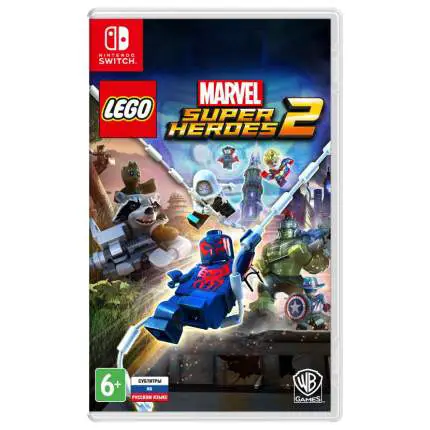 NINTENDO
SWITCH
LEGO
MARVEL
SUPER
HEROES 2
6+
СУБТИТРЫ
НА
РУССКОМ ЯЗЫКЕ
WB
GAMES